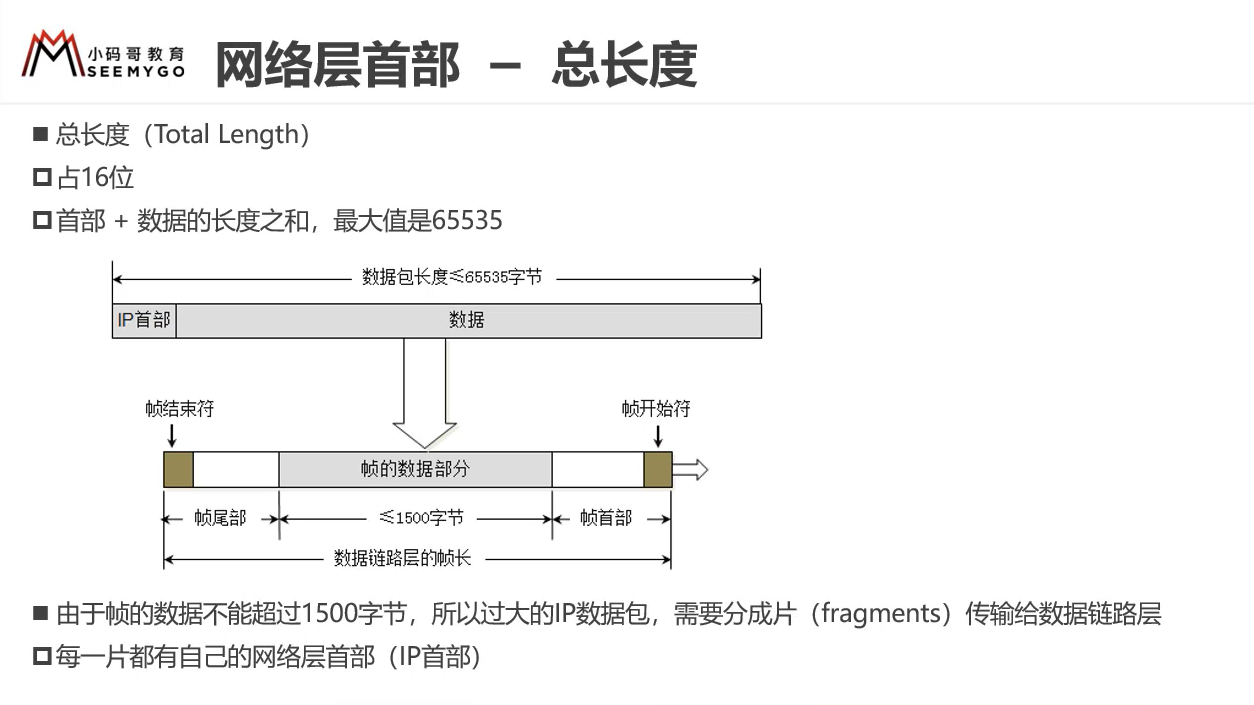 小码哥教育
SEEMYGO
网络层首部 － 总长度
总长度（Total Length）
占16位
首部 + 数据的长度之和，最大值是65535
数据包长度≤65535字节
IP首部 数据
帧结束符 帧开始符
帧的数据部分
帧尾部 ≤1500字节 帧首部
数据链路层的帧长
由于帧的数据不能超过1500字节，所以过大的IP数据包，需要分成片（fragments）传输给数据链路层
每一片都有自己的网络层首部（IP首部）